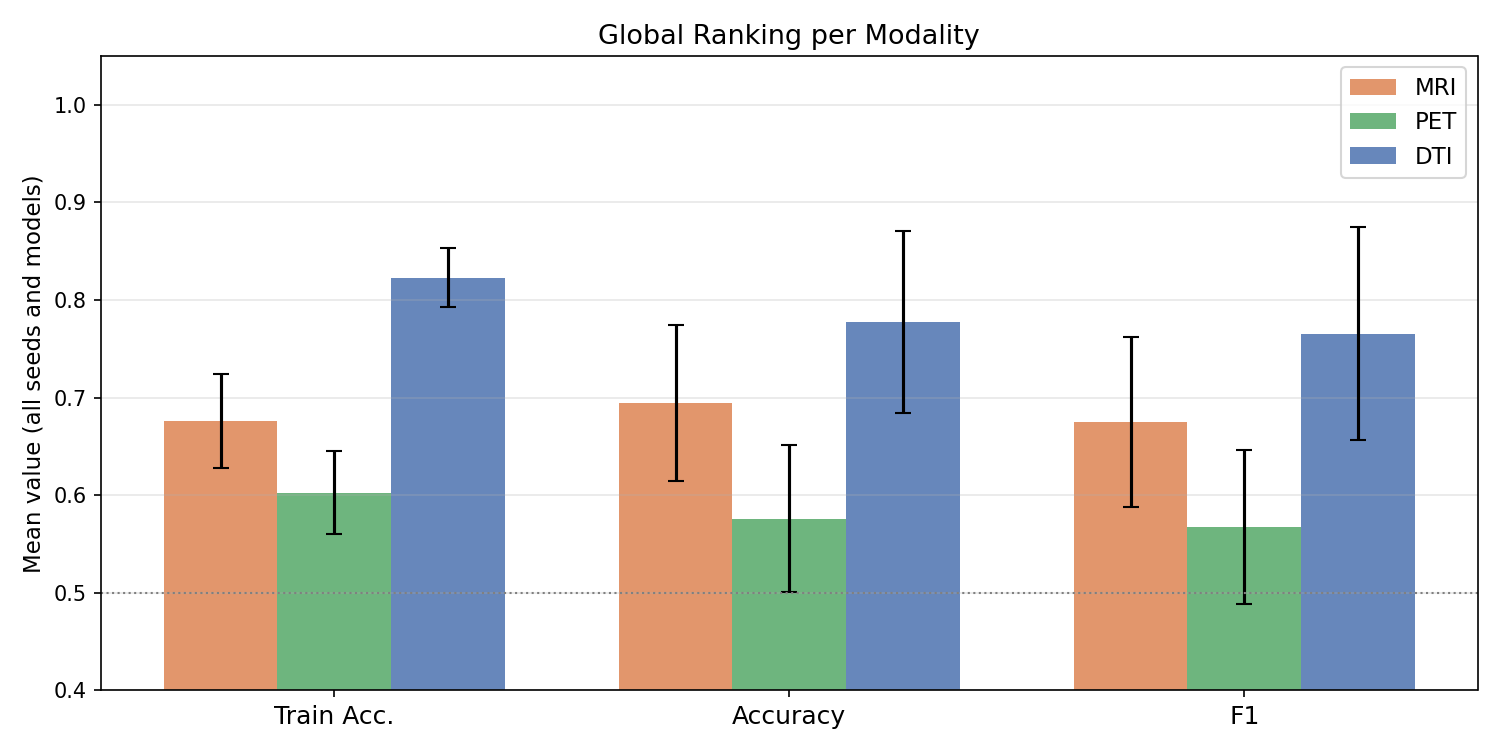 Global Ranking per Modality
Mean value (all seeds and models)
1.0
0.9
0.8
0.7
0.6
0.5
0.4
MRI
PET
DTI
Train Acc.
Accuracy
F1